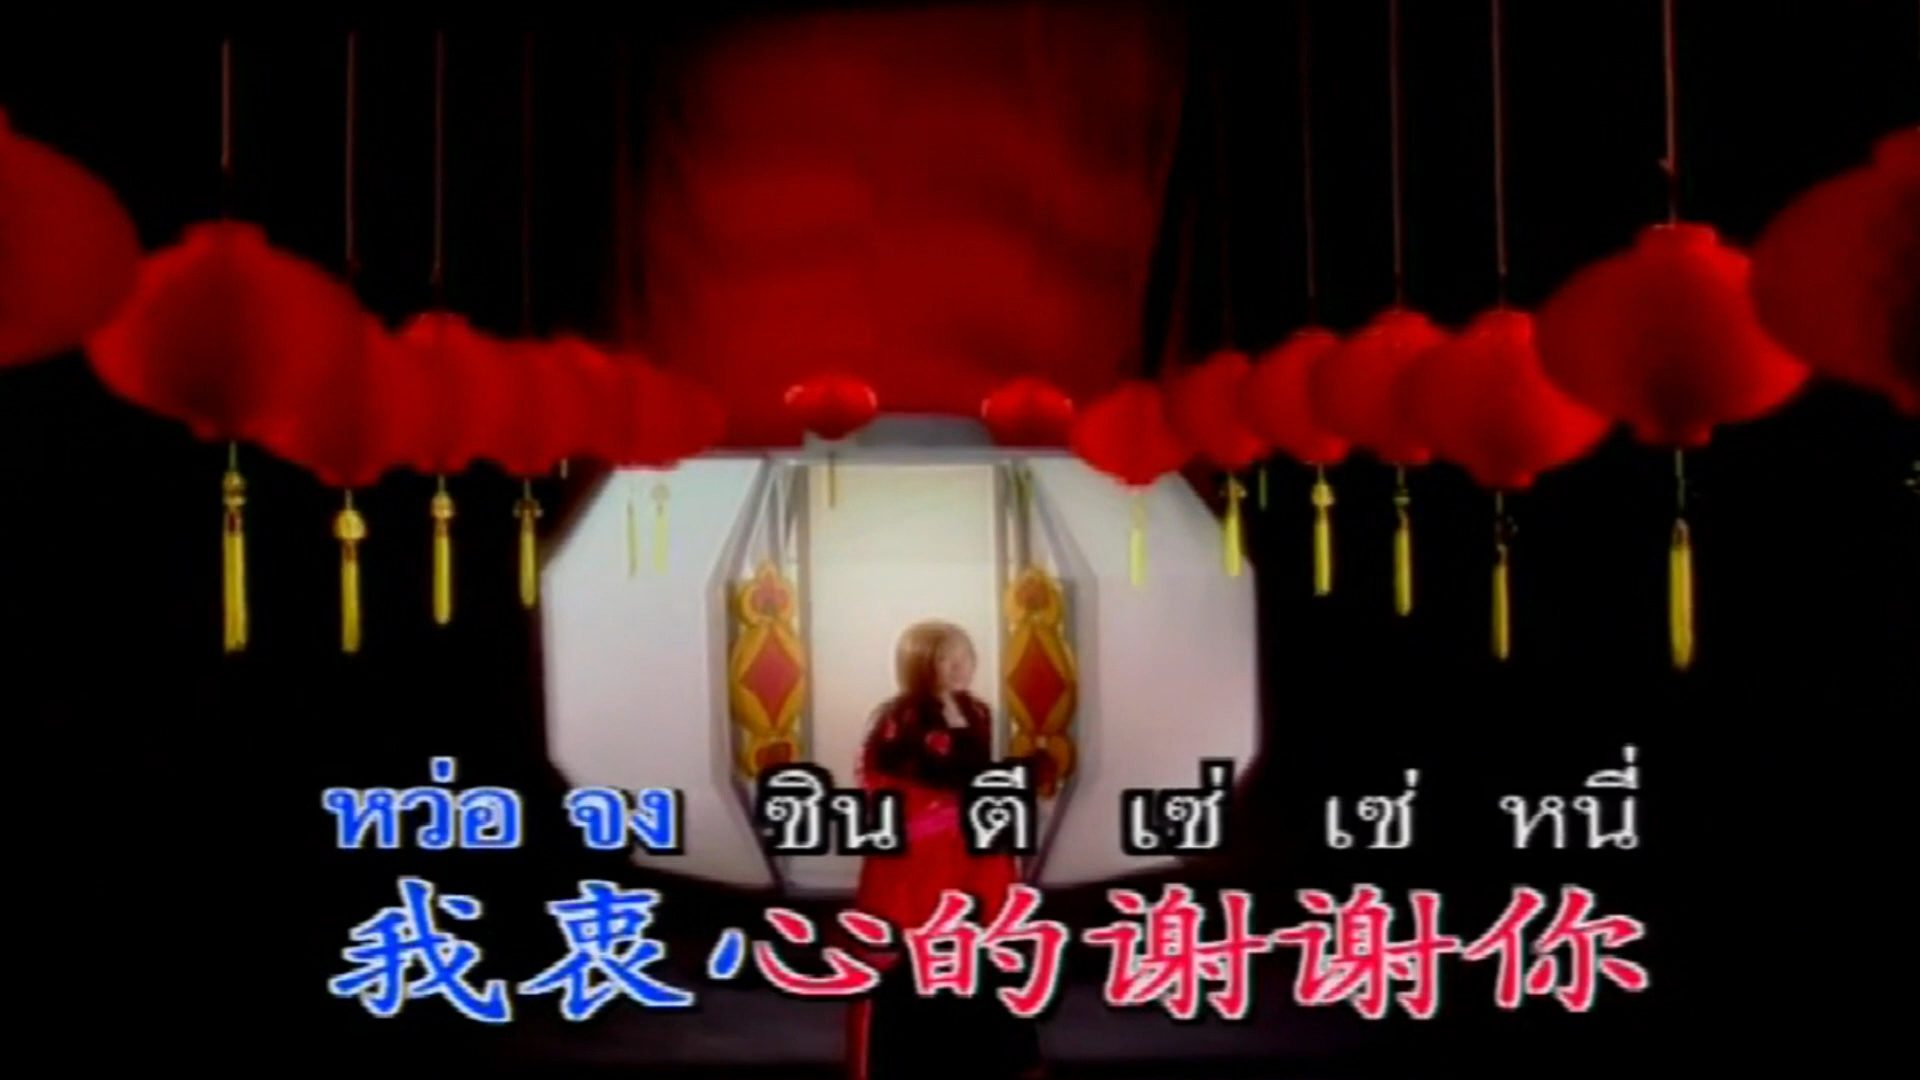 หว่อ จง ซิน ตี เซ่ เซ่ หนี่
我衷心的谢谢你